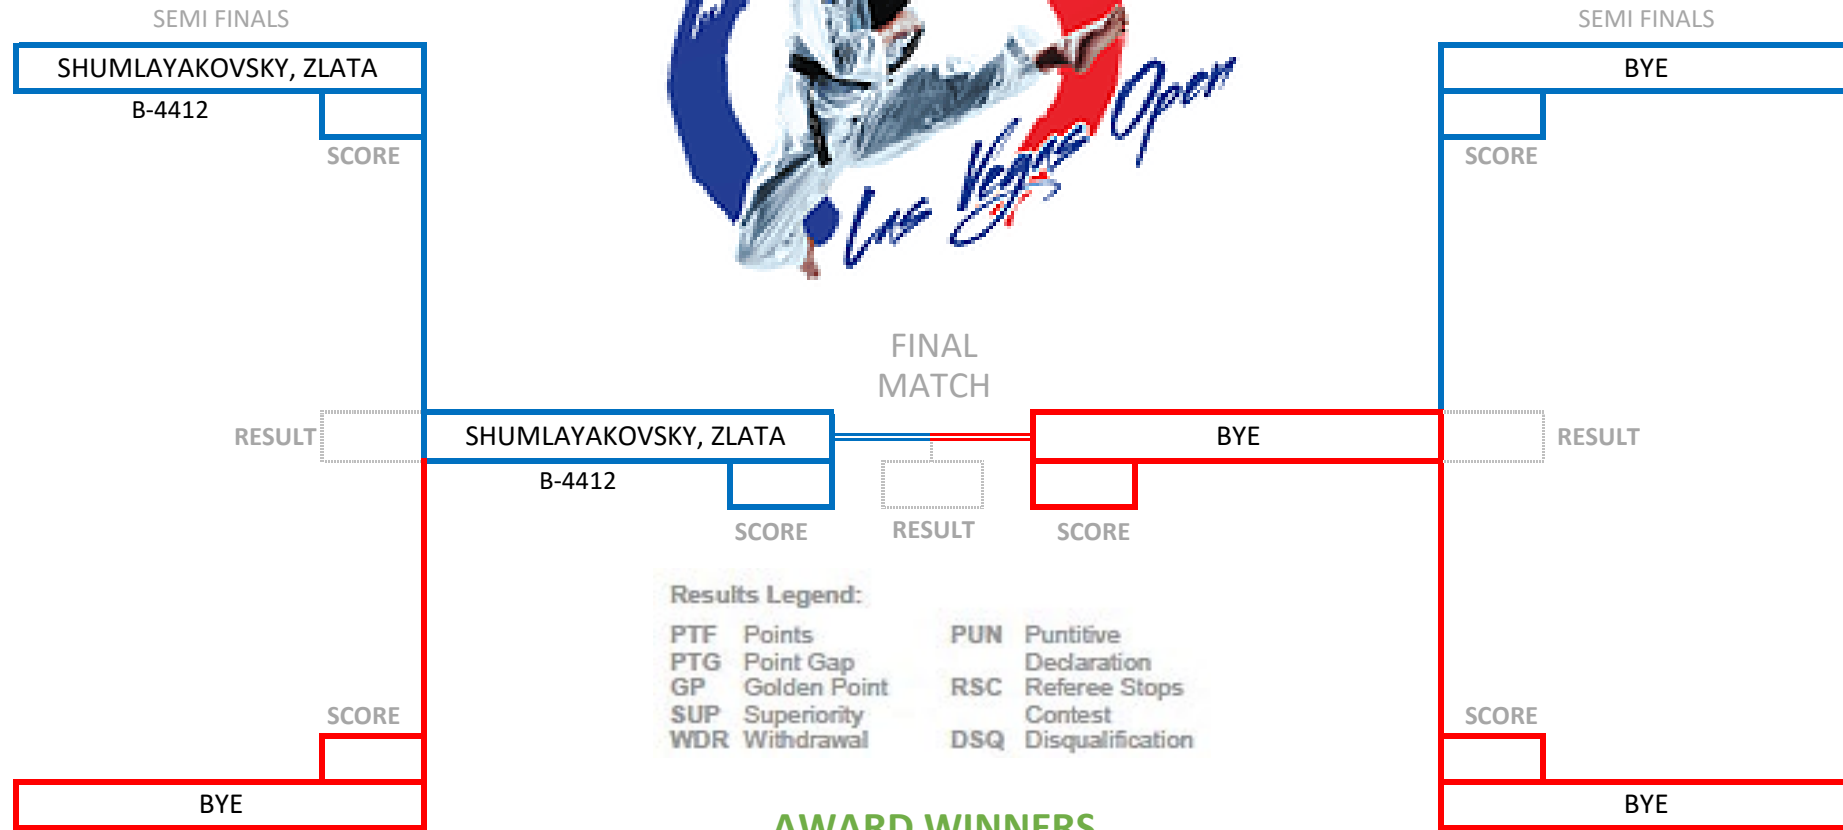 SEMI FINALS
SEMI FINALS
SHUMLAYAKOVSKY, ZLATA
BYE
B-4412
SCORE
SCORE
Las Vegas Open
FINAL
MATCH
RESULT
SHUMLAYAKOVSKY, ZLATA
BYE
RESULT
B-4412
SCORE
RESULT
SCORE
Results Legend:
PTF Points
PTG Point Gap
GP Golden Point
SUP Superiority
WDR Withdrawal
PUN Puntitive
Declaration
RSC Referee Stops
Contest
DSQ Disqualification
SCORE
SCORE
BYE
BYE
AWARD WINNERS